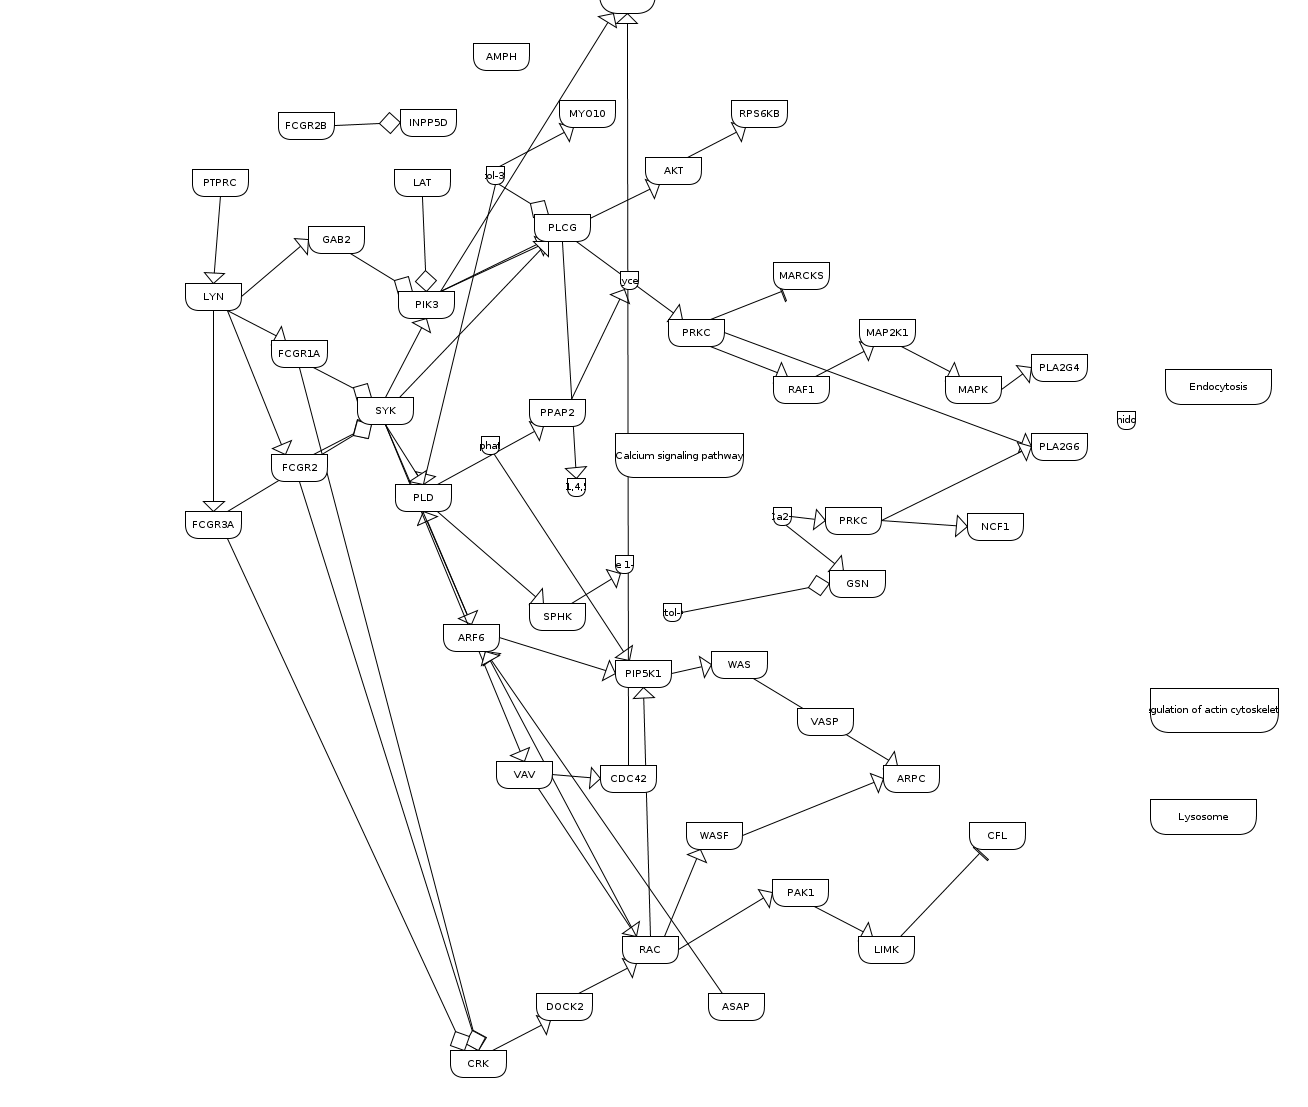 AMPH
MYO10
RPS6KB
FCGR2B
INPP5D
AKT
ol-3
PTPRC
LAT
PLCG
GAB2
MARCKS
yce
LYN
PIK3
PRKC
MAP2K1
FCGR1A
PLA2G4
RAF1
MAPK
Endocytosis
SYK
PPAP2
nidc
phat
PLA2G6
Calcium signaling pathway
FCGR2
1,4,5
PLD
a2-
PRKC
FCGR3A
NCF1
e 1-
GSN
tol-
SPHK
ARF6
WAS
PIP5K1
gulation of actin cytoskelet
VASP
VAV
CDC42
ARPC
Lysosome
WASF
CFL
PAK1
RAC
LIMK
DOCK2
ASAP
CRK